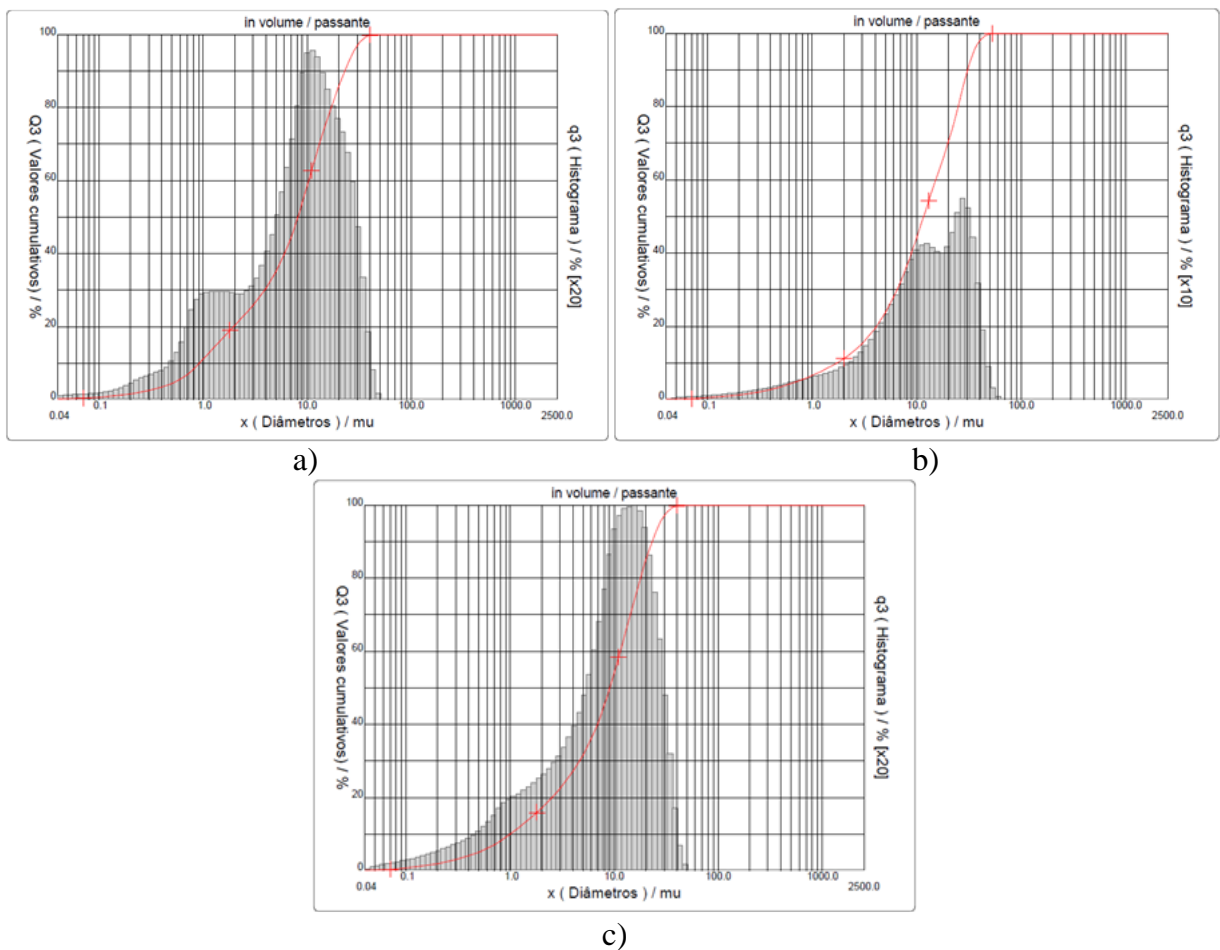 in volume / passante
Q3 ( Valores cumulativos) / %
100
80
60
40
20
0
0.04
0.1
1.0
10.0
100.0
1000.0
2500.0
x ( Diâmetros ) / mu
q3 ( Histograma ) / % [x20]
a)
in volume / passante
Q3 ( Valores cumulativos) / %
100
80
60
40
20
0
0.04
0.1
1.0
10.0
100.0
1000.0
2500.0
x ( Diâmetros ) / mu
q3 ( Histograma ) / % [x10]
b)
in volume / passante
Q3 ( Valores cumulativos) / %
100
80
60
40
20
0
0.04
0.1
1.0
10.0
100.0
1000.0
2500.0
x ( Diâmetros ) / mu
q3 ( Histograma ) / % [x20]
c)